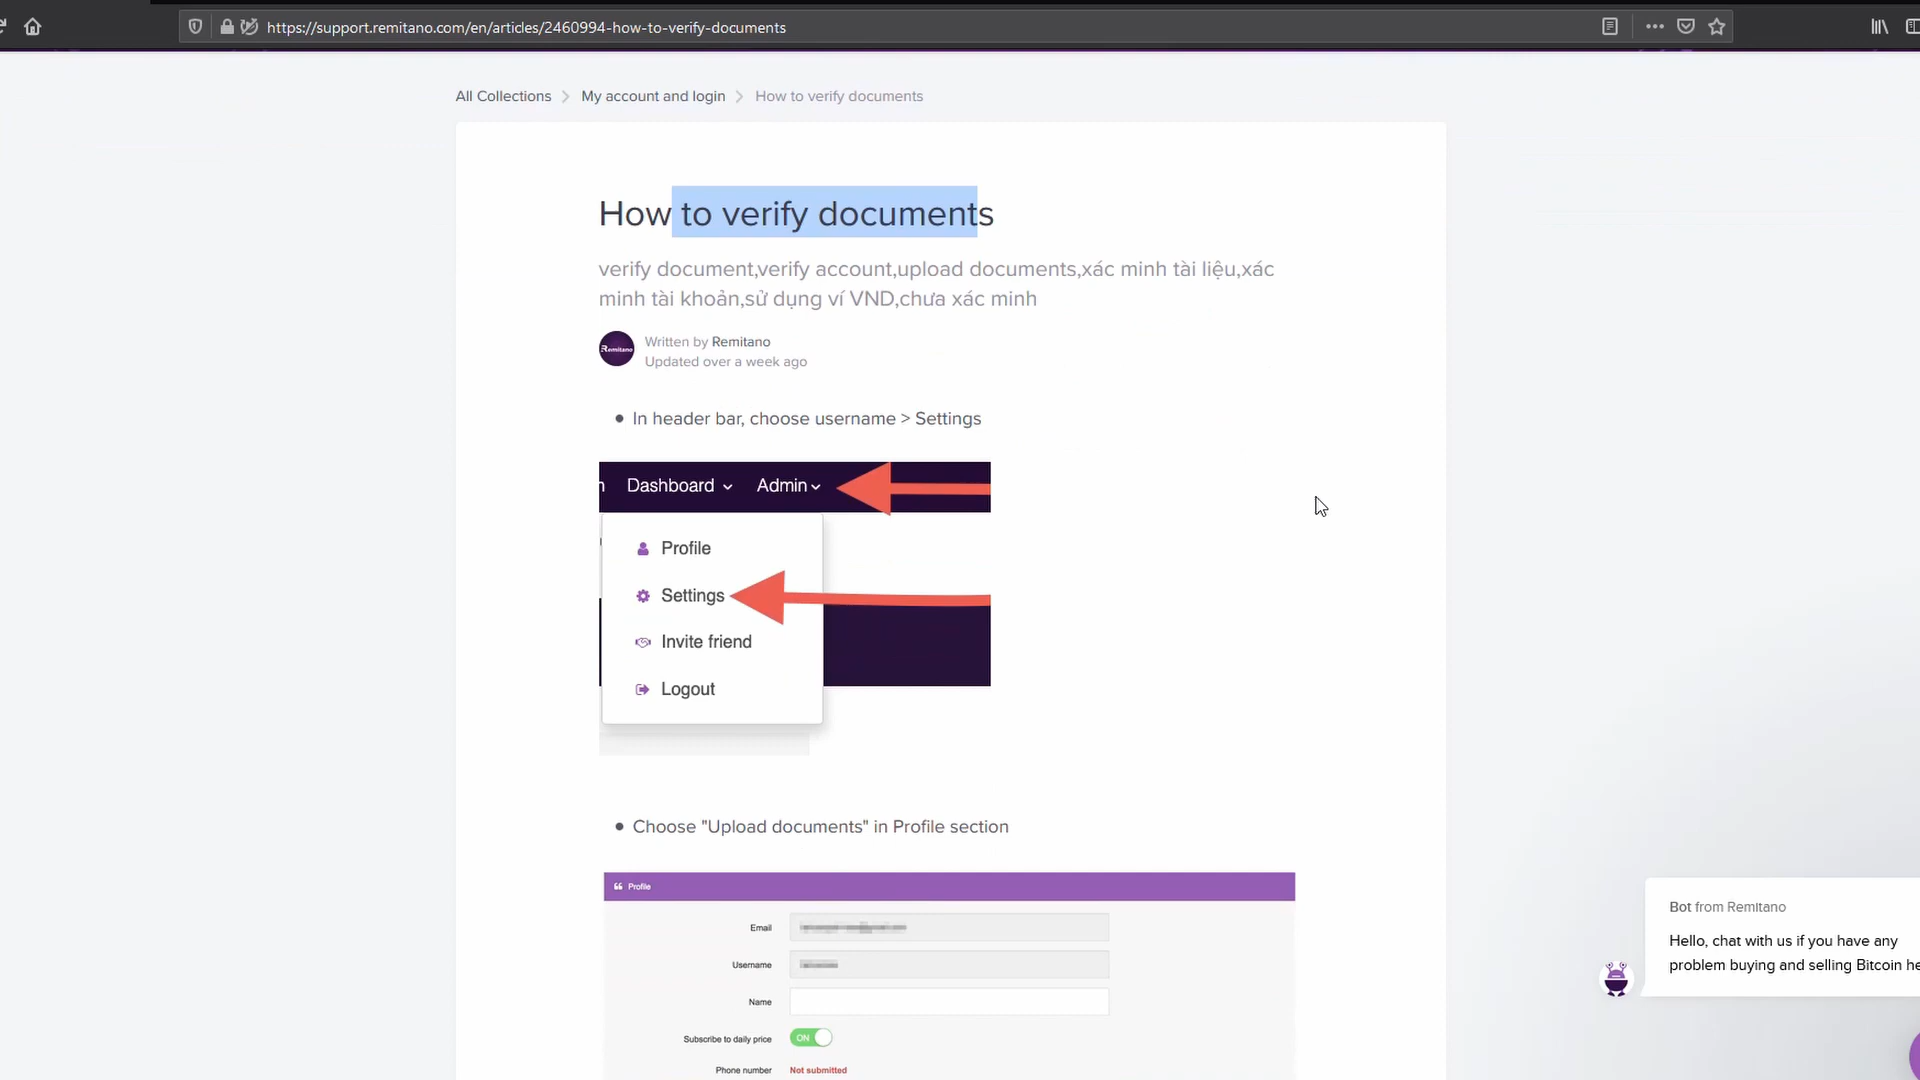 https://support.remitano.com/en/articles/2460994-how-to-verify-documents
All Collections > My account and login > How to verify documents
How to verify documents
verify document,verify account,upload documents,xác minh tài liệu,xác
minh tài khoản,sử dụng ví VND,chưa xác minh
Remitano
Written by Remitano
Updated over a week ago
• In header bar, choose username > Settings
Dashboard
Admin
Profile
Settings
Invite friend
Logout
• Choose "Upload documents" in Profile section
Profile
Email
Username
Name
Subscribe to daily price ON
Phone number Not submitted
Bot from Remitano
Hello, chat with us if you have any
problem buying and selling Bitcoin he